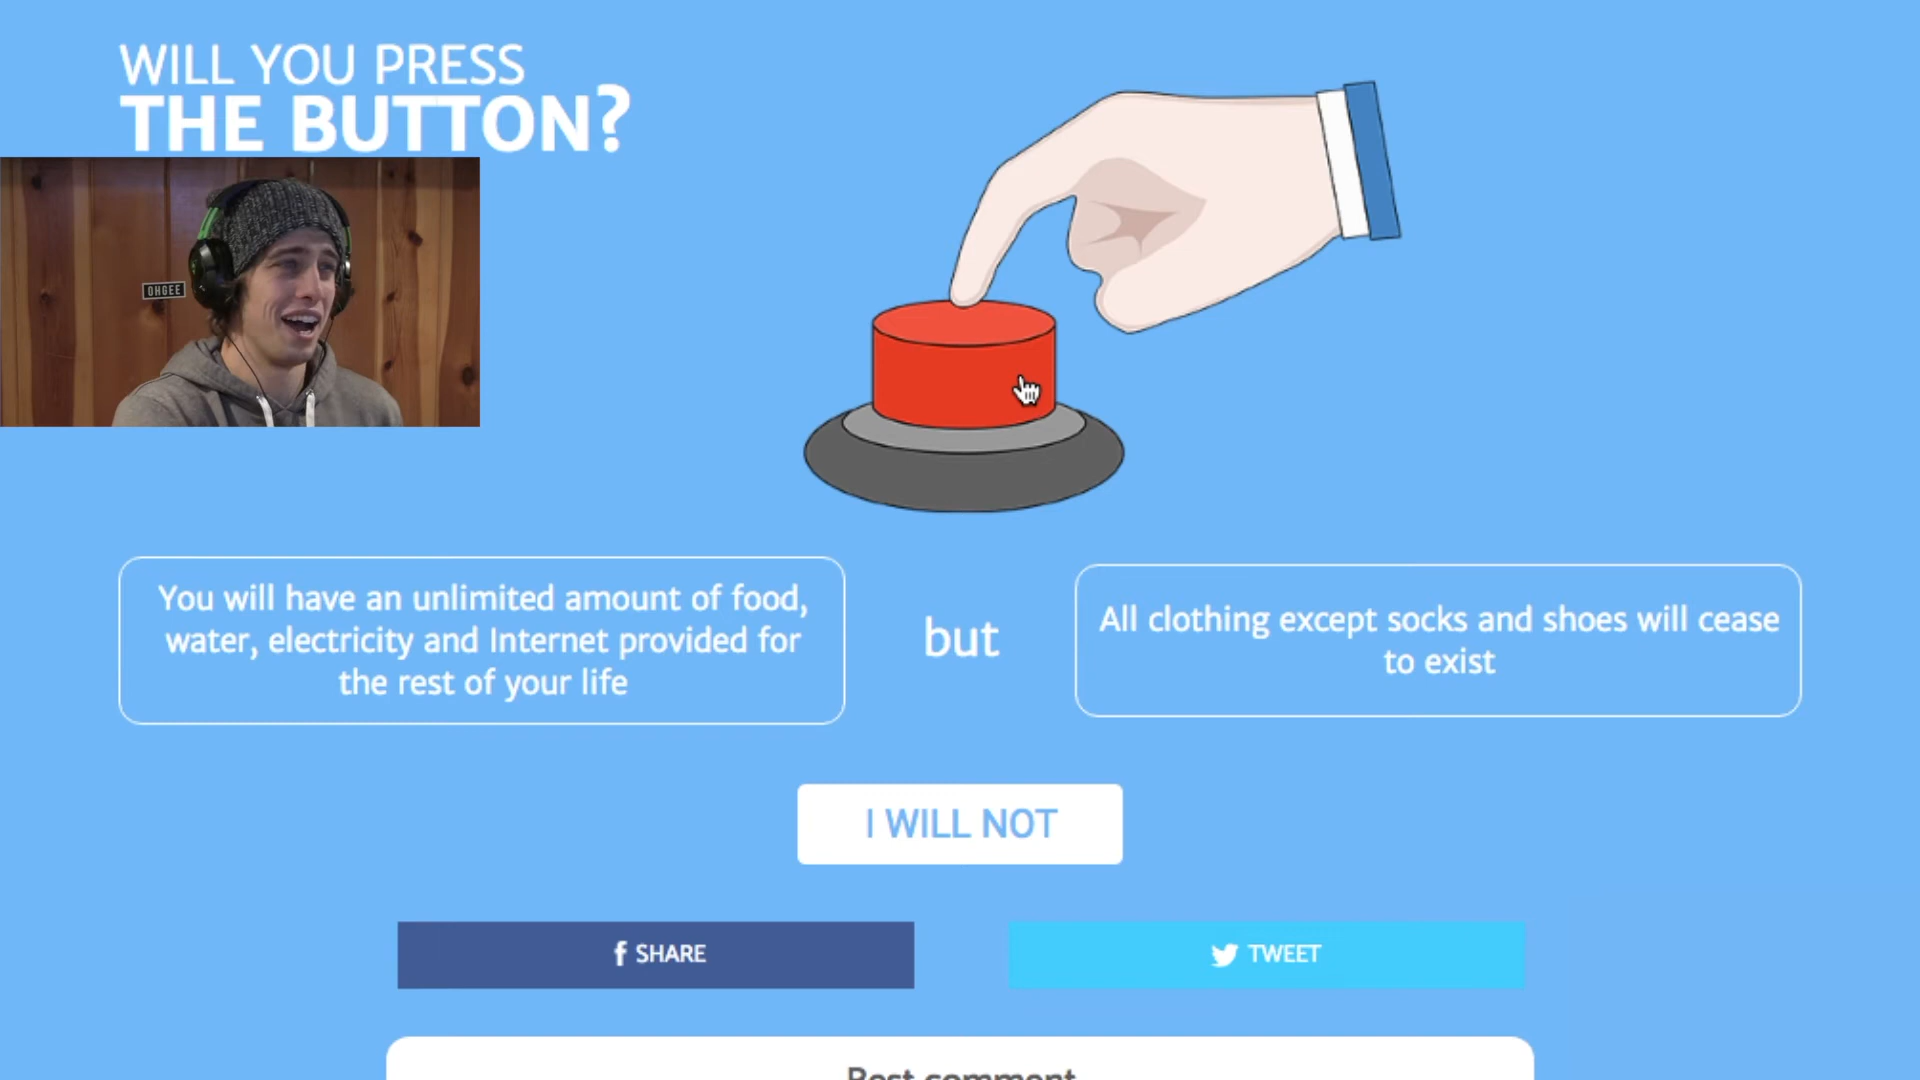 WILL YOU PRESS
THE BUTTON?
OHGEE
You will have an unlimited amount of food,
water, electricity and Internet provided for
the rest of your life
but
All clothing except socks and shoes will cease
to exist
I WILL NOT
f SHARE
TWEET
Best comment